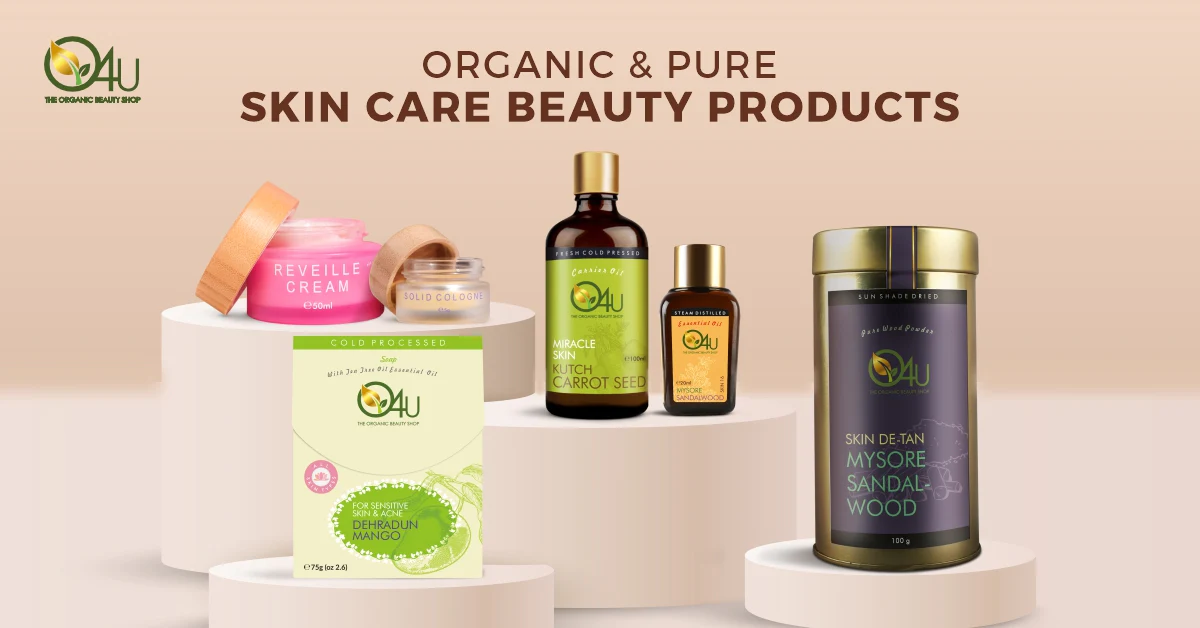 O4U
THE ORGANIC BEAUTY SHOP
ORGANIC & PURE
SKIN CARE BEAUTY PRODUCTS
REVEILLE
CREAM
℮50ml
SOLID COLOGNE
COLD PROCESSED
Soap
With Tea Tree Oil Essential Oil
O4U
THE ORGANIC BEAUTY SHOP
FOR SENSITIVE
SKIN & ACNE
DEHRADUN
MANGO
℮75g (oz 2.6)
FRESH COLD PRESSED
Carrier Oil
O4U
THE ORGANIC BEAUTY SHOP
MIRACLE
SKIN
℮100ml
KUTCH
CARROT SEED
STEAM DISTILLED
Essential Oil
O4U
THE ORGANIC BEAUTY SHOP
℮20ml
MYSORE
SANDALWOOD
SUN SHADE DRIED
Pure Wood Powder
O4U
THE ORGANIC BEAUTY SHOP
SKIN DE-TAN
MYSORE
SANDAL-
WOOD
100 g